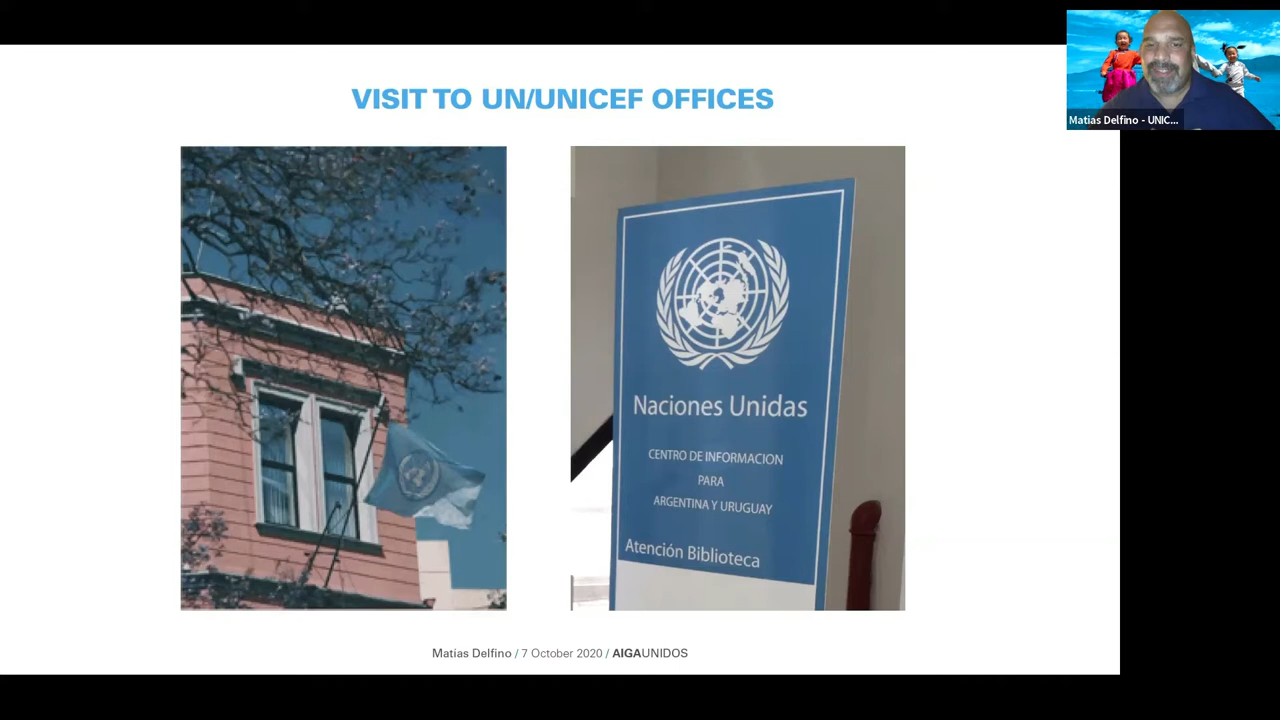 VISIT TO UN/UNICEF OFFICES
Matias Delfino - UNIC...
Naciones Unidas
CENTRO DE INFORMACION
PARA
ARGENTINA Y URUGUAY
Atención Biblioteca
Matias Delfino / 7 October 2020 / AIGAUNIDOS